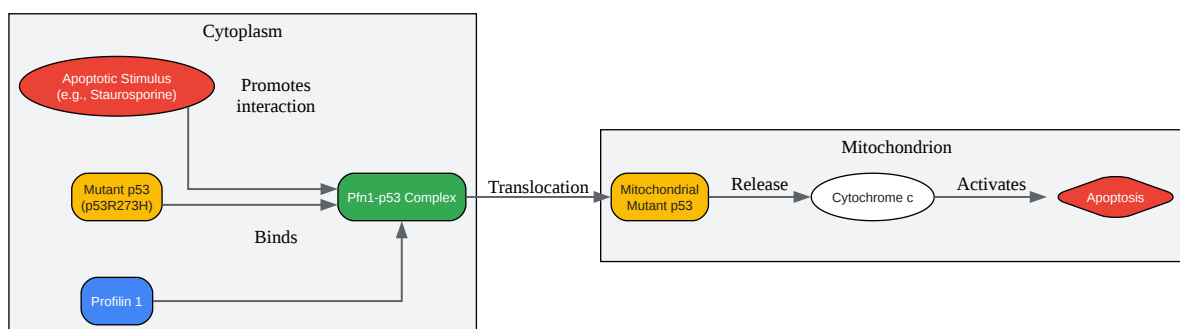 Cytoplasm
Apoptotic Stimulus
(e.g., Staurosporine)
Promotes
interaction
Mutant p53
(p53R273H)
Pfn1-p53 Complex
Binds
Profilin 1
Translocation
Mitochondrion
Mitochondrial
Mutant p53
Release
Cytochrome c
Activates
Apoptosis